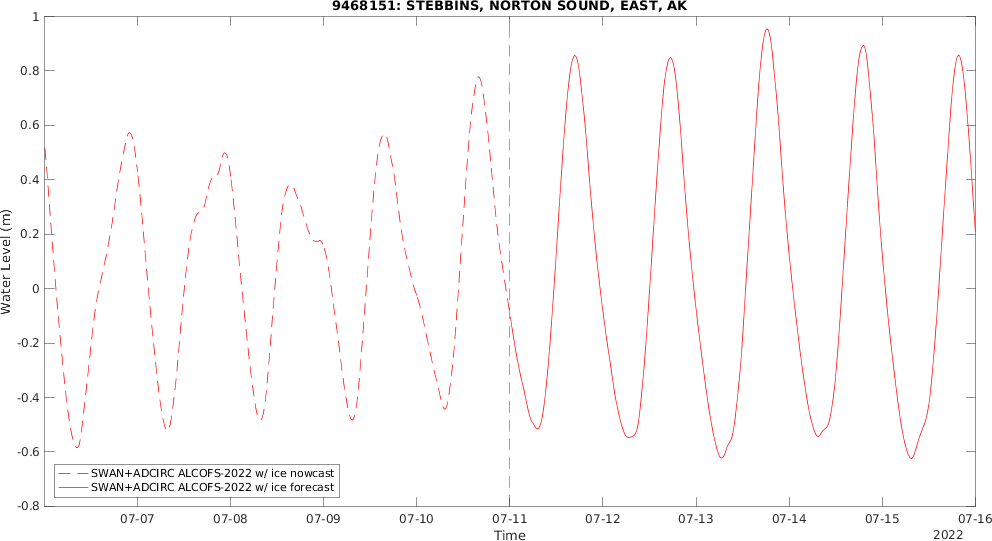 9468151: STEBBINS, NORTON SOUND, EAST, AK
Water Level (m)
1
0.8
0.6
0.4
0.2
0
-0.2
-0.4
-0.6
-0.8
SWAN+ADCIRC ALCOFS-2022 w/ ice nowcast
SWAN+ADCIRC ALCOFS-2022 w/ ice forecast
07-07 07-08 07-09 07-10 07-11 07-12 07-13 07-14 07-15 07-16
Time
2022